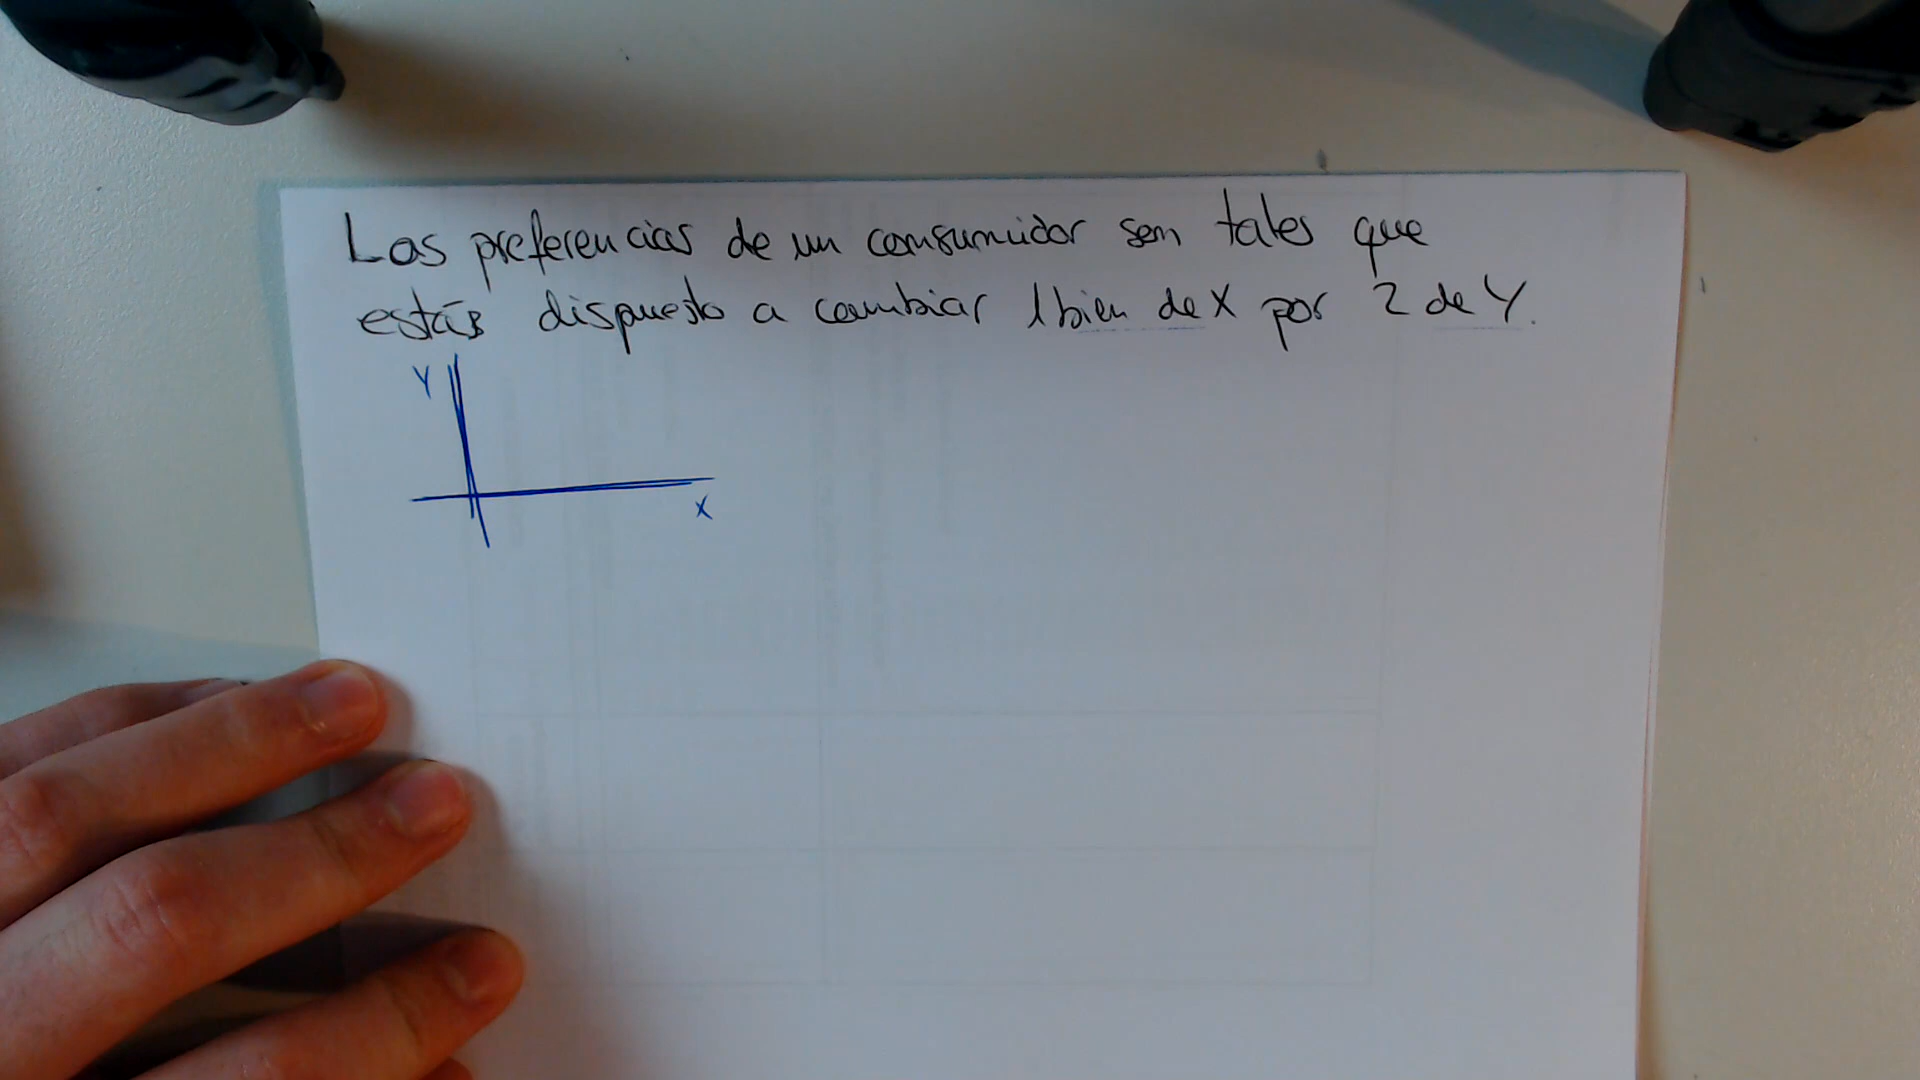 Las preferencias de un consumidor son tales que
estás dispuesto a cambiar 1 bien de X por 2 de Y.
Y
X